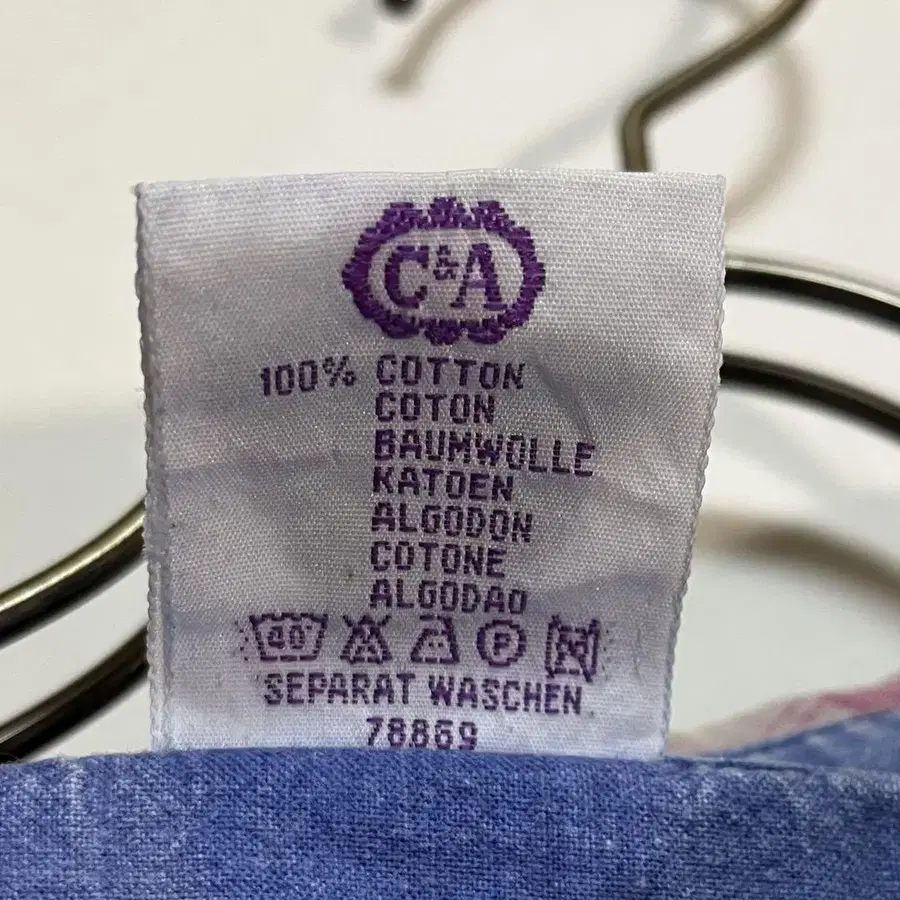 C&A
100% COTTON
COTON
BAUMWOLLE
KATOEN
ALGODON
COTONE
ALGODAO
40° P
SEPARAT WASCHEN
78869